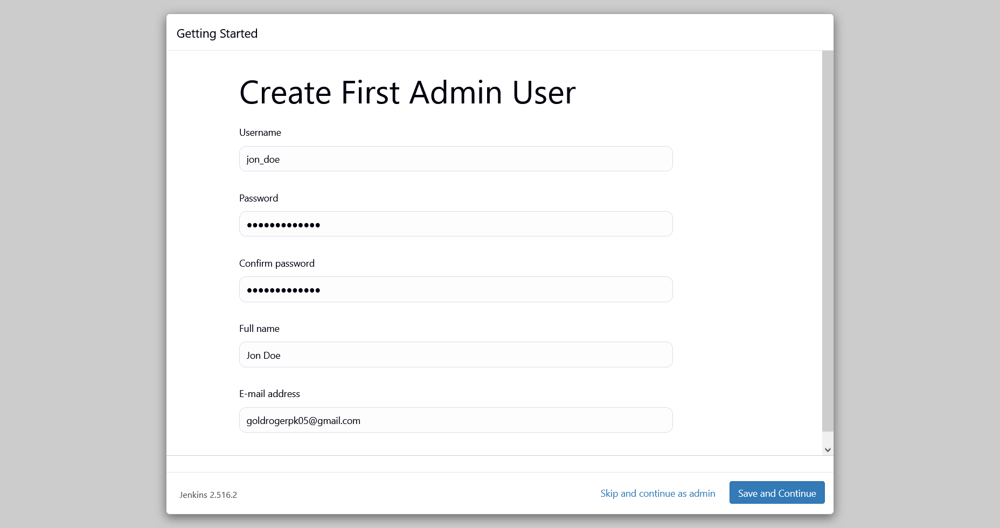 Getting Started
Create First Admin User
Username
jon_doe
Password
•••••••••••••
Confirm password
•••••••••••••
Full name
Jon Doe
E-mail address
goldrogerpk05@gmail.com
Jenkins 2.516.2
Skip and continue as admin
Save and Continue